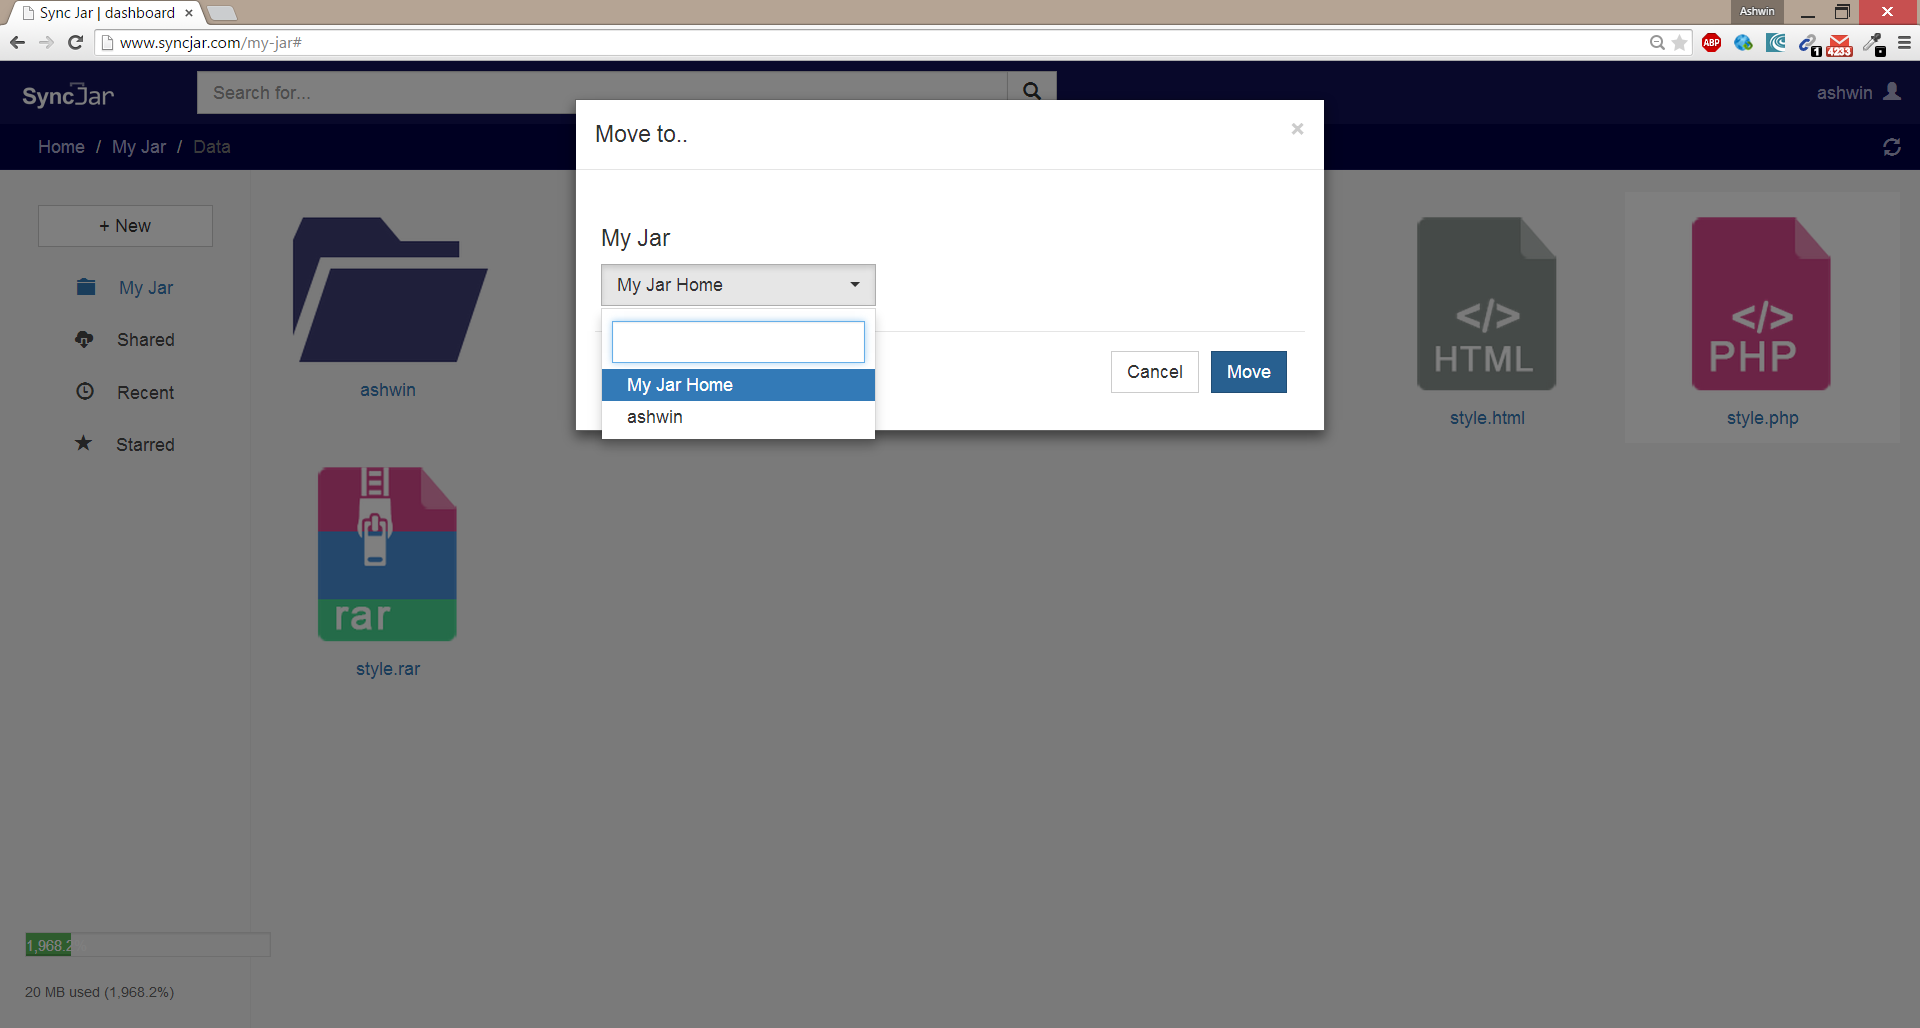 Sync Jar | dashboard
Ashwin
www.syncjar.com/my-jar#
ABP
1
4233
SyncJar
Search for...
ashwin
Home / My Jar / Data
Move to..
×
+ New
My Jar
Shared
Recent
Starred
My Jar
My Jar Home
My Jar Home
ashwin
Cancel
Move
ashwin
</>
HTML
style.html
</>
PHP
style.php
rar
style.rar
1,968.2
20 MB used (1,968.2%)